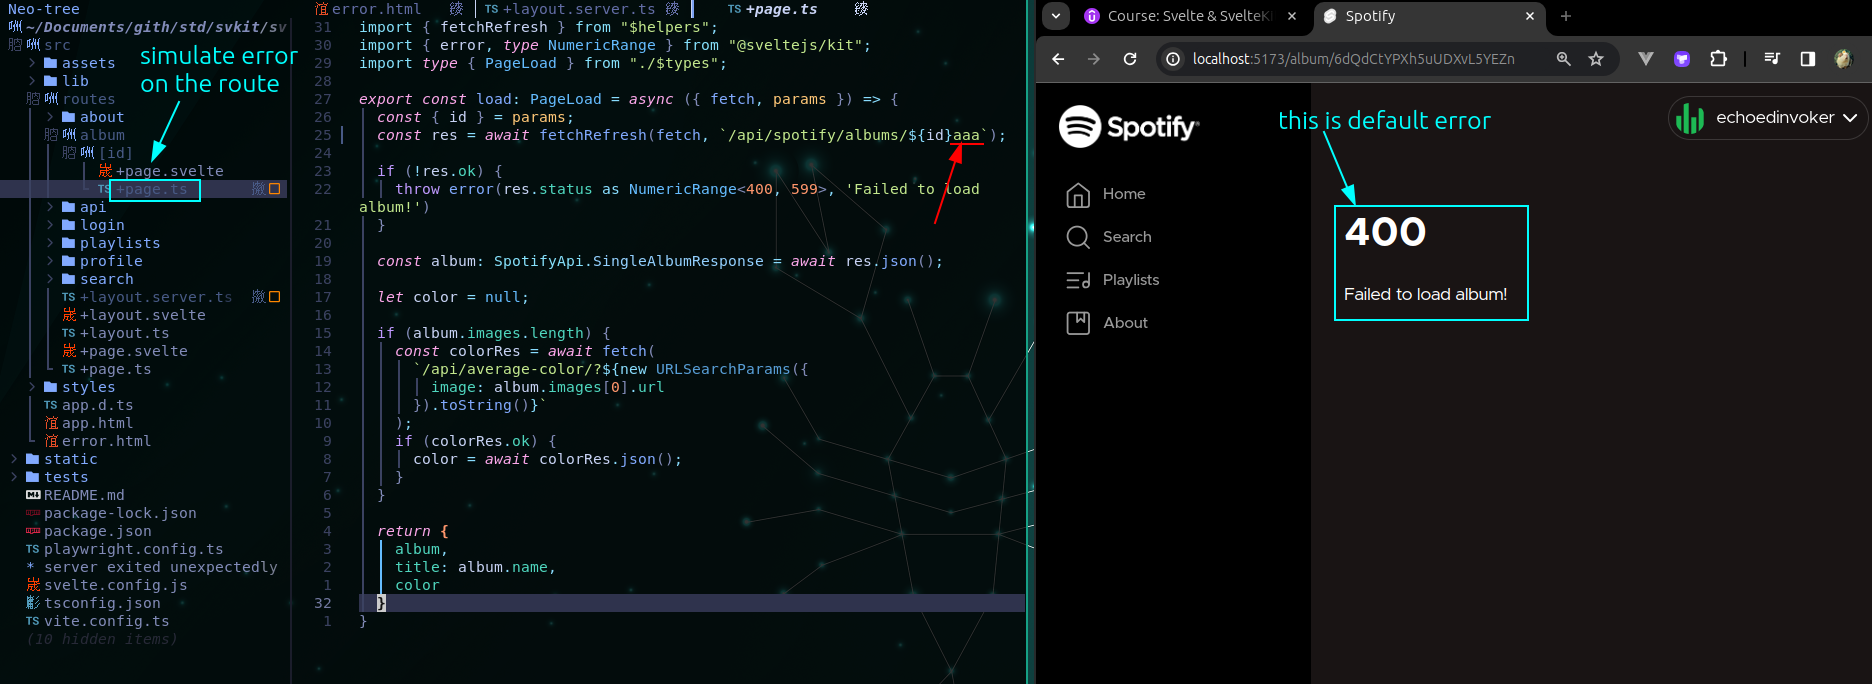 Neo-tree
~/Documents/gith/std/svkit/sv
src
assets
lib
routes
about
album
[id]
+page.svelte
+page.ts
api
login
playlists
profile
search
TS +layout.server.ts
+layout.svelte
TS +layout.ts
+page.svelte
TS +page.ts
styles
TS app.d.ts
app.html
error.html
static
tests
README.md
package-lock.json
package.json
TS playwright.config.ts
* server exited unexpectedly
svelte.config.js
tsconfig.json
TS vite.config.ts
(10 hidden items)
simulate error
on the route
error.html
TS +layout.server.ts
TS +page.ts
31 import { fetchRefresh } from "$helpers";
30 import { error, type NumericRange } from "@sveltejs/kit";
29 import type { PageLoad } from "./$types";
28
27 export const load: PageLoad = async ({ fetch, params }) => {
26 const { id } = params;
25 const res = await fetchRefresh(fetch, `/api/spotify/albums/${id}aaa`);
24
23 if (!res.ok) {
22 throw error(res.status as NumericRange<400, 599>, 'Failed to load
album!')
21 }
20
19 const album: SpotifyApi.SingleAlbumResponse = await res.json();
18
17 let color = null;
16
15 if (album.images.length) {
14 const colorRes = await fetch(
13 `/api/average-color/?${new URLSearchParams({
12 image: album.images[0].url
11 }).toString()}`
10 );
9 if (colorRes.ok) {
8 color = await colorRes.json();
7 }
6 }
5
4 return {
3 album,
2 title: album.name,
1 color
32 }
1 }
Course: Svelte & SvelteKi
Spotify
localhost:5173/album/6dQdCtYPXh5uUDXvL5YEZn
Spotify
Home
Search
Playlists
About
this is default error
echoedinvoker
400
Failed to load album!